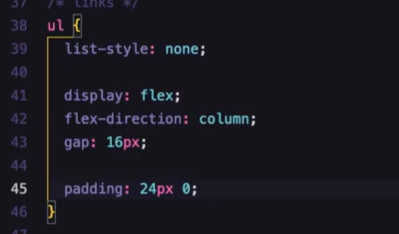 37 /* links */
38 ul {
39 list-style: none;
40
41 display: flex;
42 flex-direction: column;
43 gap: 16px;
44
45 padding: 24px 0;
46 }
47